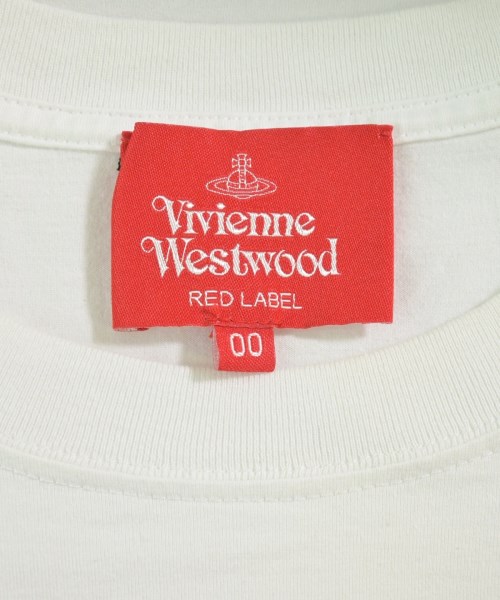 Vivienne
Westwood
RED LABEL
00